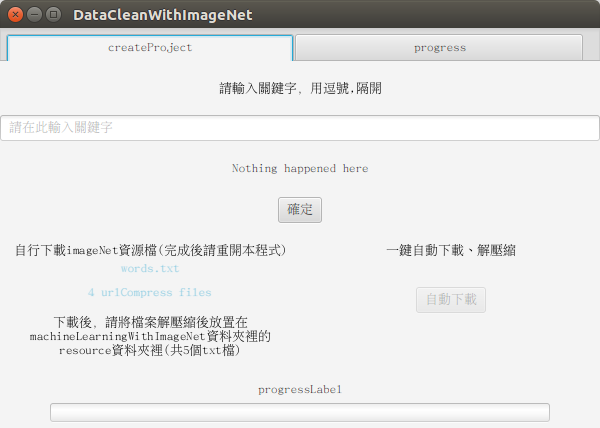 DataCleanWithImageNet
createProject
progress
請輸入關鍵字, 用逗號,隔開
請在此輸入關鍵字
Nothing happened here
確定
自行下載imageNet資源檔(完成後請重開本程式)
words.txt
4 urlCompress files
下載後, 請將檔案解壓縮後放置在
machineLearningWithImageNet資料夾裡的
resource資料夾裡(共5個txt檔)
一鍵自動下載、解壓縮
自動下載
progressLabel